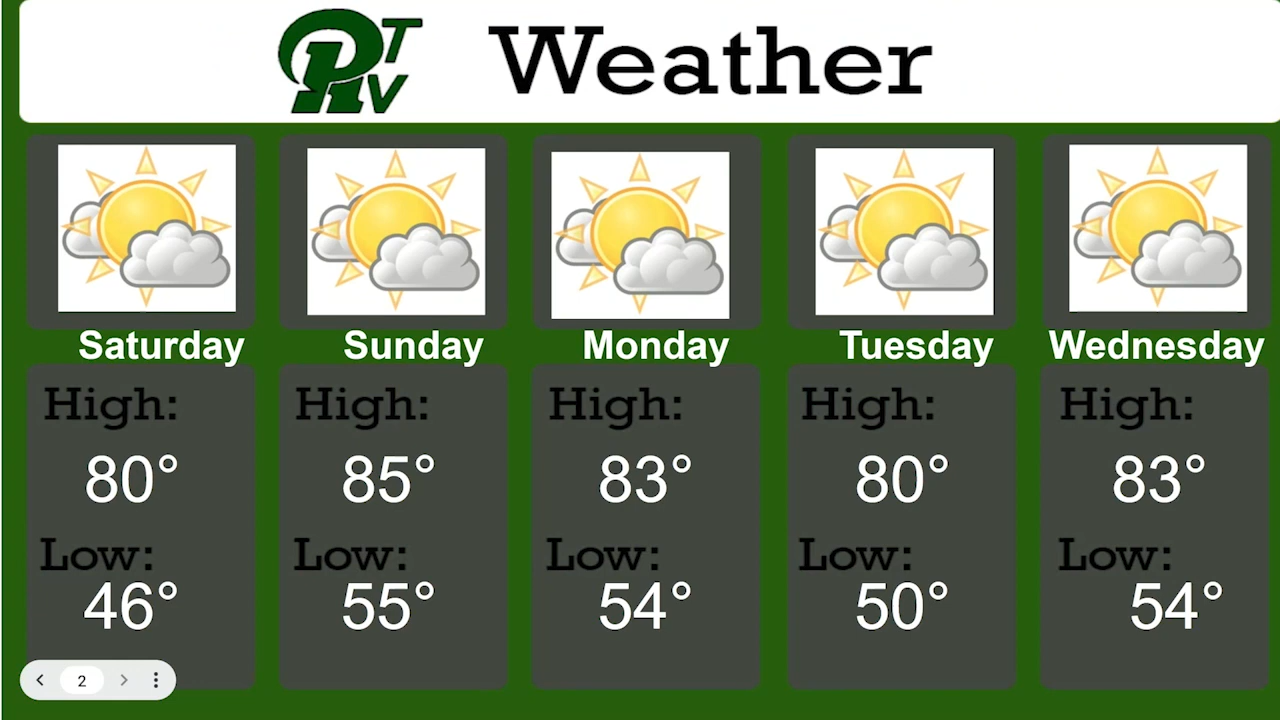 PHTV Weather
Saturday Sunday Monday Tuesday Wednesday
High: High: High: High: High:
80° 85° 83° 80° 83°
Low: Low: Low: Low: Low:
46° 55° 54° 50° 54°
2